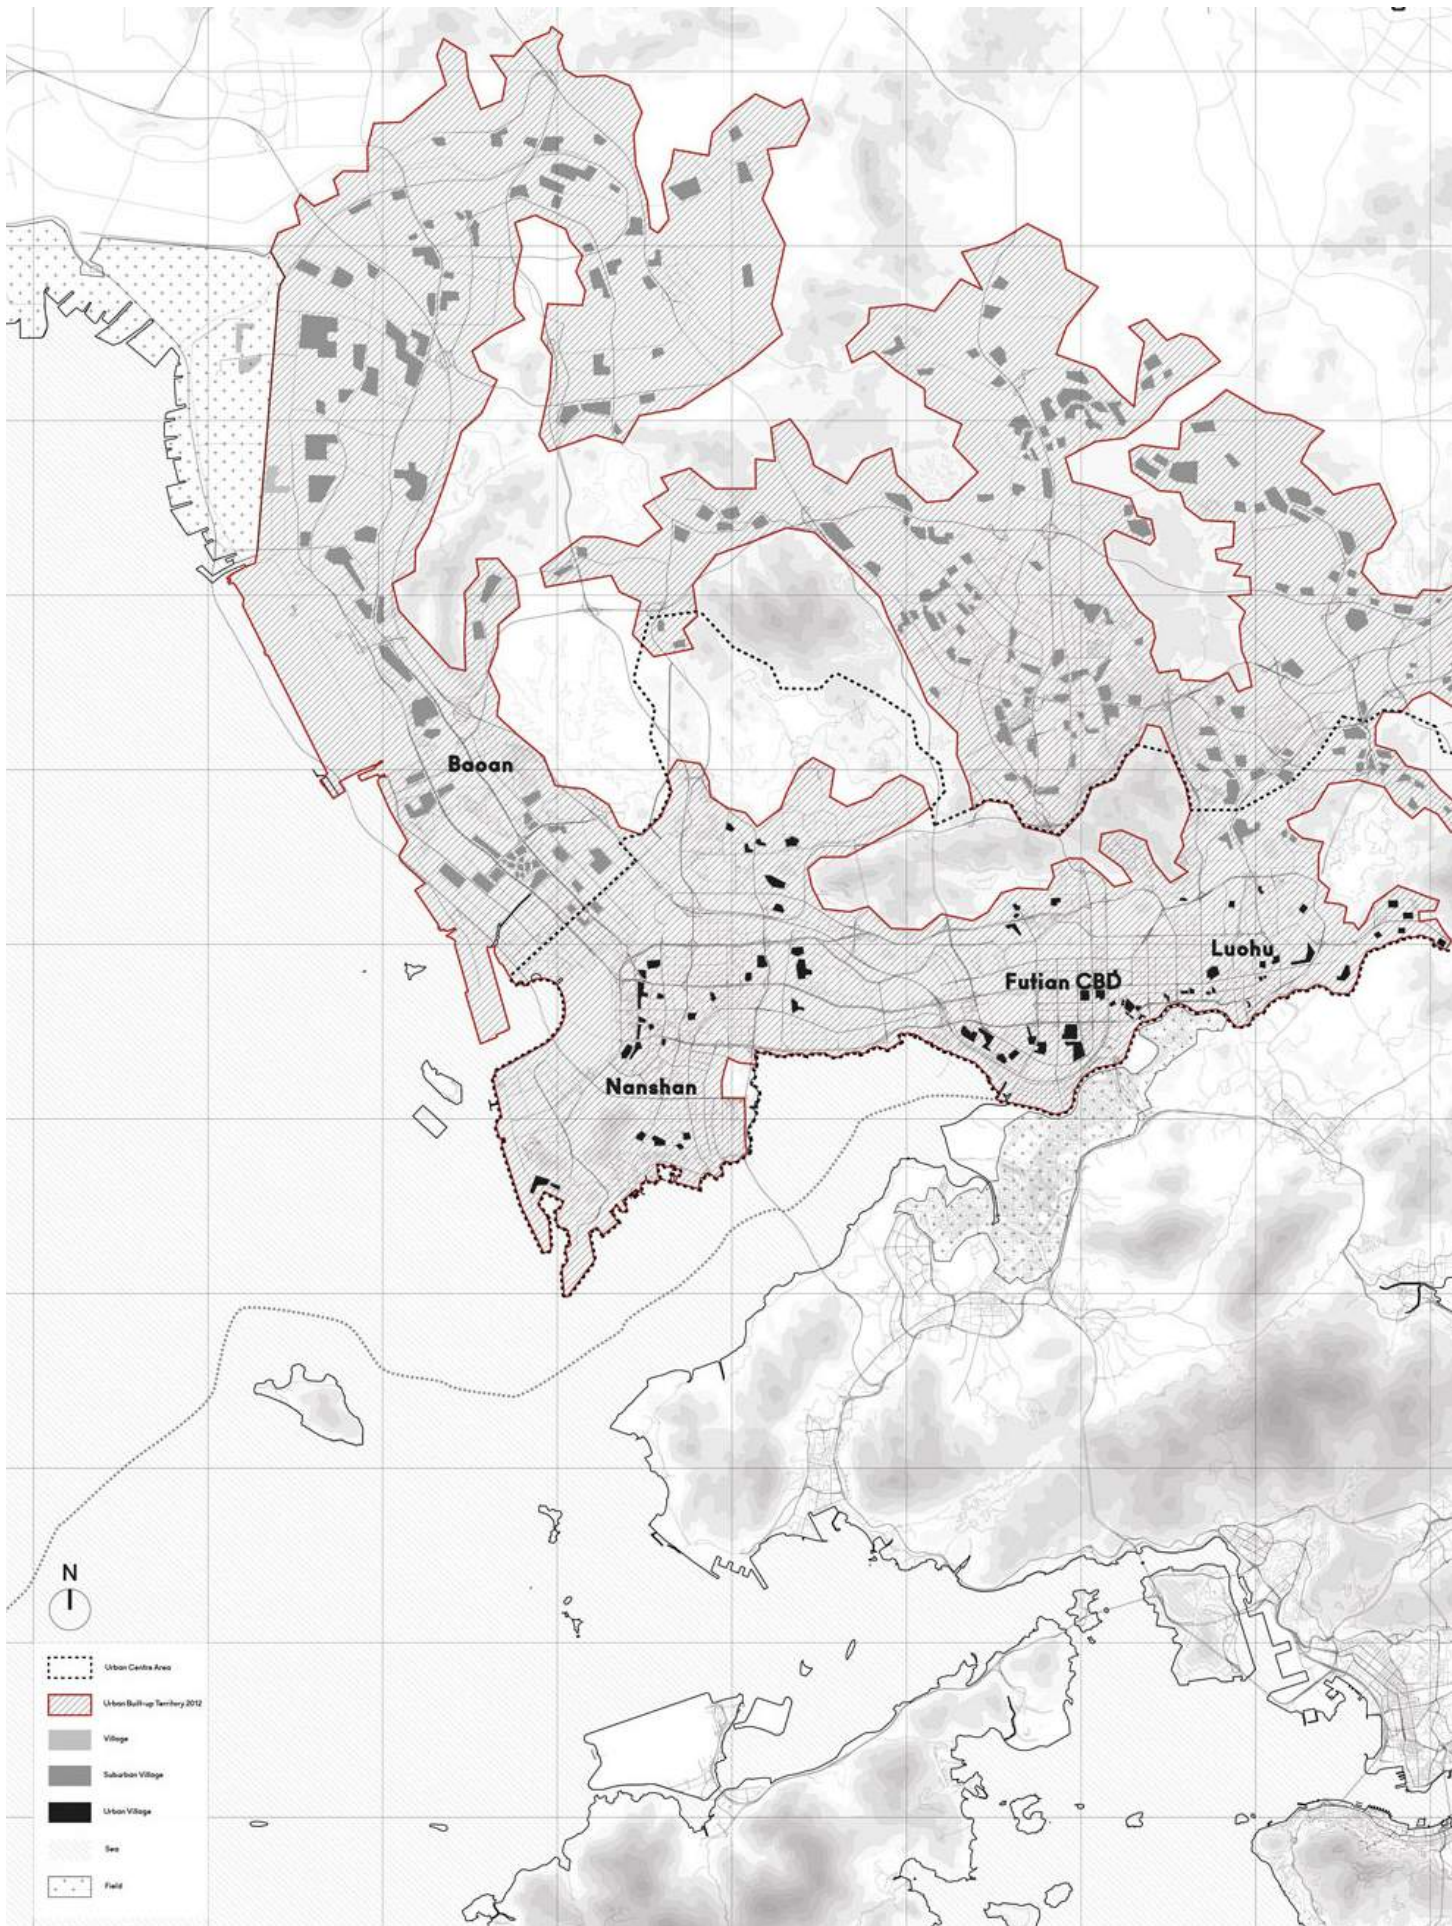 Baoan
Luohu
Futian CBD
Nanshan
N
Urban Centre Area
Urban Built-up Territory 2012
Village
Suburban Village
Urban Village
Sea
Field